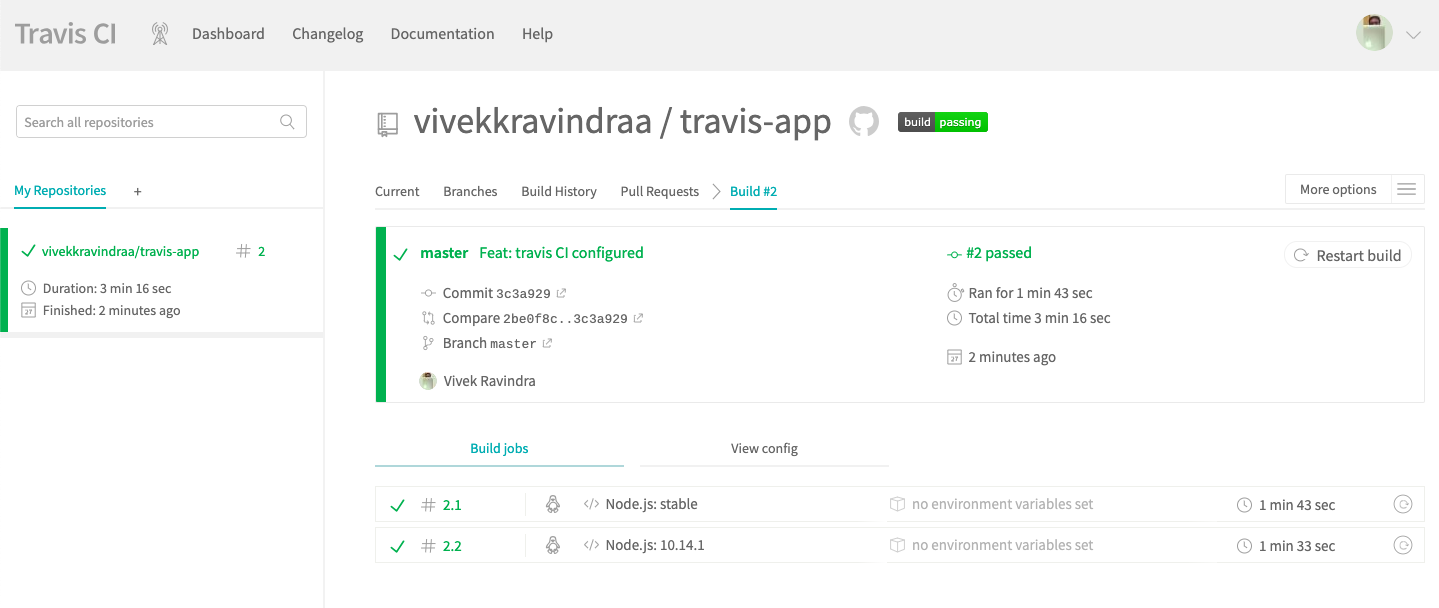 Travis CI Dashboard Changelog Documentation Help
Search all repositories
My Repositories +
vivekkravindraa/travis-app # 2
Duration: 3 min 16 sec
Finished: 2 minutes ago
vivekkravindraa / travis-app build passing
Current Branches Build History Pull Requests Build #2 More options
master Feat: travis CI configured
Commit 3c3a929
Compare 2be0f8c..3c3a929
Branch master
Vivek Ravindra
#2 passed
Ran for 1 min 43 sec
Total time 3 min 16 sec
2 minutes ago
Restart build
Build jobs View config
# 2.1 </> Node.js: stable no environment variables set 1 min 43 sec
# 2.2 </> Node.js: 10.14.1 no environment variables set 1 min 33 sec